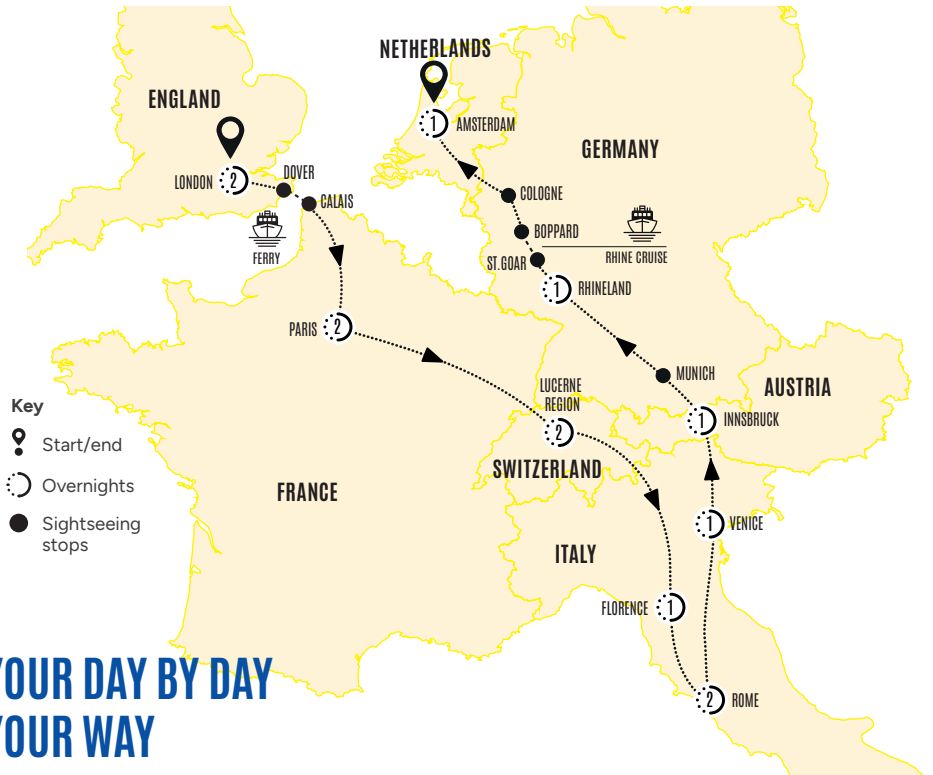 NETHERLANDS
ENGLAND
1
AMSTERDAM
GERMANY
LONDON
2
DOVER
CALAIS
COLOGNE
BOPPARD
FERRY
ST.GOAR
RHINE CRUISE
1
RHINELAND
PARIS
2
MUNICH
AUSTRIA
LUCERNE
REGION
2
1
INNSBRUCK
Key
Start/end
Overnights
Sightseeing
stops
SWITZERLAND
FRANCE
1
VENICE
ITALY
FLORENCE
1
2
ROME
YOUR DAY BY DAY
YOUR WAY